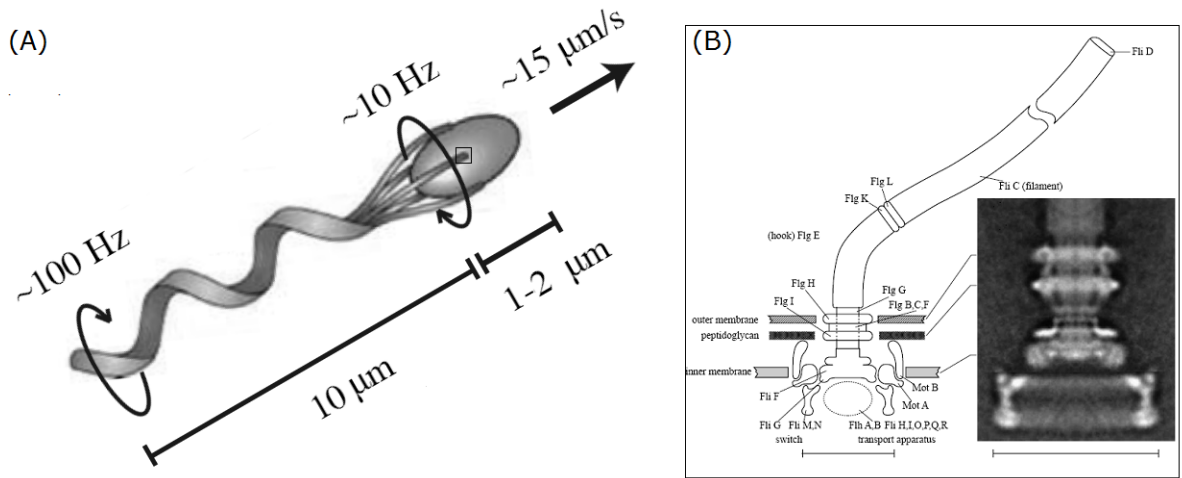 (A)
~15 μm/s
~10 Hz
~100 Hz
1-2 μm
10 μm
(B)
Fli D
Flg L
Flg K
Fli C (filament)
(hook) Flg E
Flg H
Flg G
Flg I
Flg B,C,F
outer membrane
peptidoglycan
inner membrane
Mot B
Fli F
Mot A
Fli G Fli M,N Flh A,B Fli H,I,O,P,Q,R
switch transport apparatus